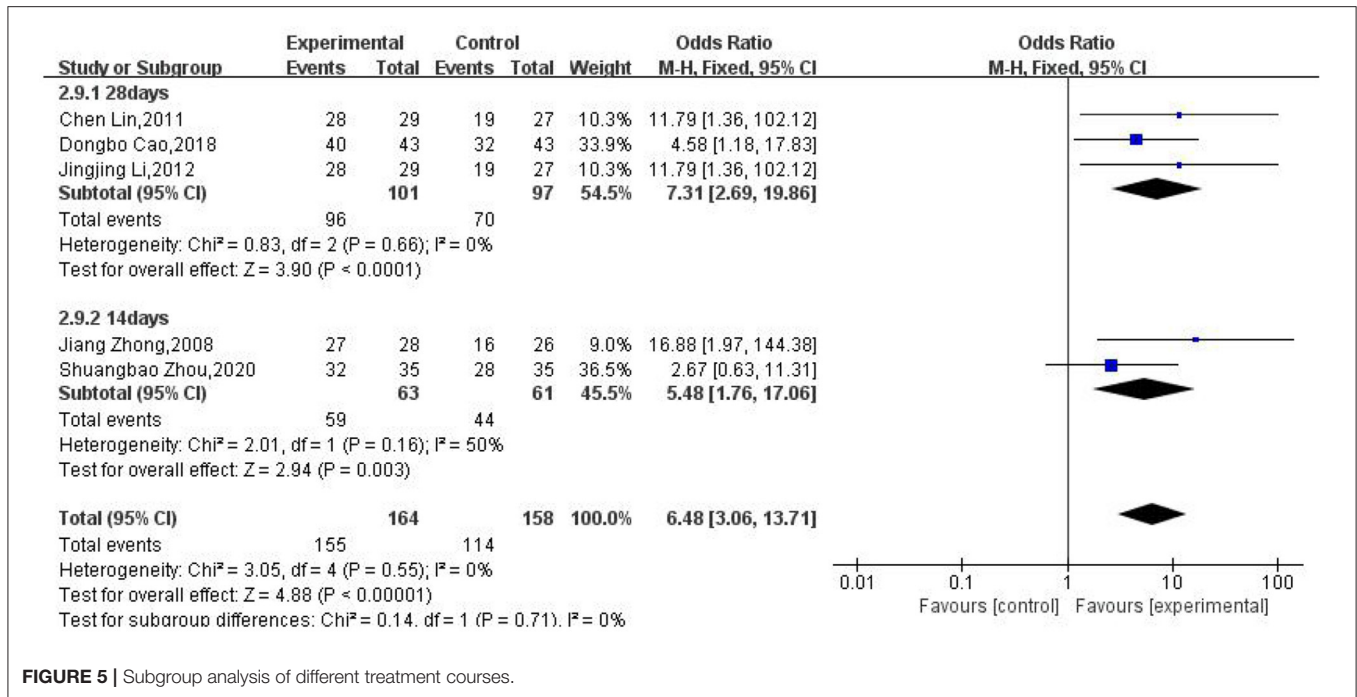 Experimental Control Odds Ratio Odds Ratio
Study or Subgroup Events Total Events Total Weight M-H, Fixed, 95% CI M-H, Fixed, 95% CI
2.9.1 28days
Chen Lin,2011 28 29 19 27 10.3% 11.79 [1.36, 102.12]
Dongbo Cao,2018 40 43 32 43 33.9% 4.58 [1.18, 17.83]
Jingjing Li,2012 28 29 19 27 10.3% 11.79 [1.36, 102.12]
Subtotal (95% CI) 101 97 54.5% 7.31 [2.69, 19.86]
Total events 96 70
Heterogeneity: Chi² = 0.83, df = 2 (P = 0.66); I² = 0%
Test for overall effect: Z = 3.90 (P < 0.0001)
2.9.2 14days
Jiang Zhong,2008 27 28 16 26 9.0% 16.88 [1.97, 144.38]
Shuangbao Zhou,2020 32 35 28 35 36.5% 2.67 [0.63, 11.31]
Subtotal (95% CI) 63 61 45.5% 5.48 [1.76, 17.06]
Total events 59 44
Heterogeneity: Chi² = 2.01, df = 1 (P = 0.16); I² = 50%
Test for overall effect: Z = 2.94 (P = 0.003)
Total (95% CI) 164 158 100.0% 6.48 [3.06, 13.71]
Total events 155 114
Heterogeneity: Chi² = 3.05, df = 4 (P = 0.55); I² = 0%
Test for overall effect: Z = 4.88 (P < 0.00001)
Test for subgroup differences: Chi² = 0.14, df = 1 (P = 0.71), I² = 0%
0.01 0.1 1 10 100
Favours [control] Favours [experimental]
FIGURE 5 | Subgroup analysis of different treatment courses.